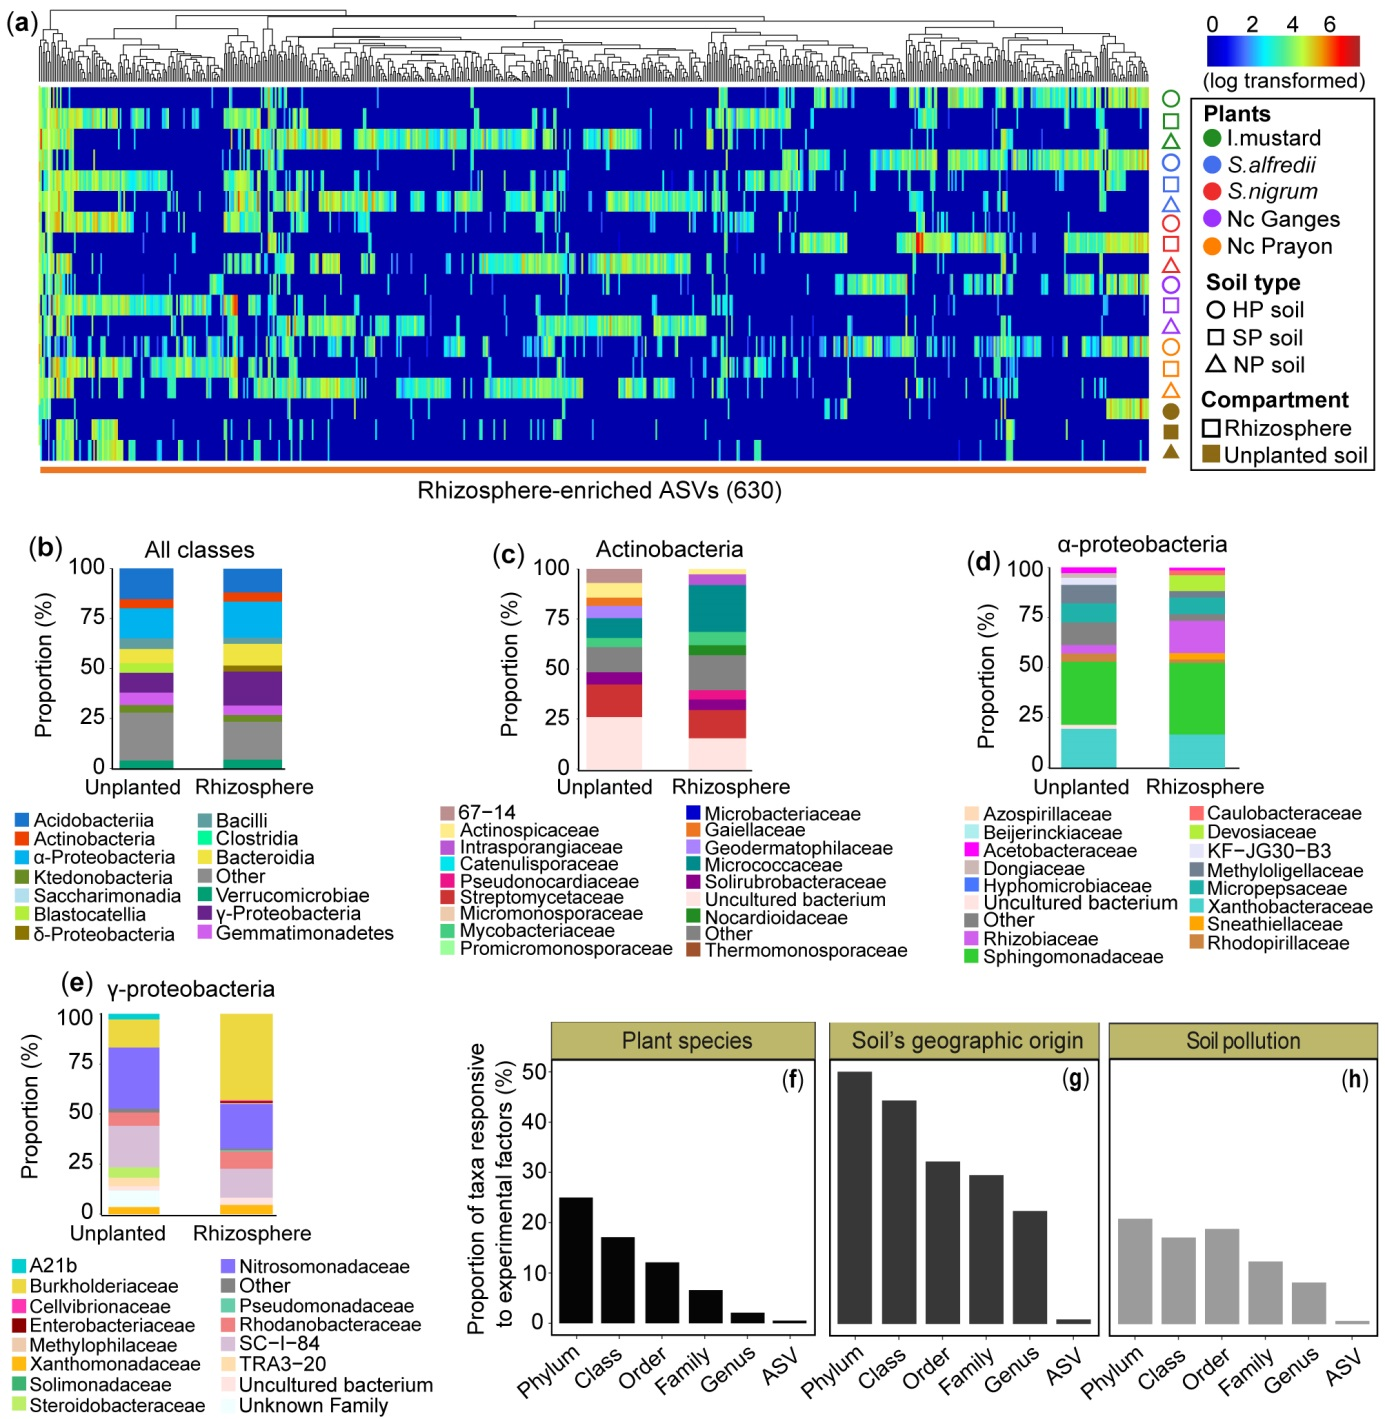 (a)
0 2 4 6
(log transformed)
Plants
I.mustard
S.alfredii
S.nigrum
Nc Ganges
Nc Prayon
Soil type
HP soil
SP soil
NP soil
Compartment
Rhizosphere
Unplanted soil
Rhizosphere-enriched ASVs (630)
(b) All classes
Proportion (%)
100
75
50
25
0
Unplanted Rhizosphere
Acidobacteriia
Actinobacteria
α-Proteobacteria
Ktedonobacteria
Saccharimonadia
Blastocatellia
δ-Proteobacteria
Bacilli
Clostridia
Bacteroidia
Other
Verrucomicrobiae
γ-Proteobacteria
Gemmatimonadetes
(c) Actinobacteria
Proportion (%)
100
75
50
25
0
Unplanted Rhizosphere
67−14
Actinospicaceae
Intrasporangiaceae
Catenulisporaceae
Pseudonocardiaceae
Streptomycetaceae
Micromonosporaceae
Mycobacteriaceae
Promicromonosporaceae
Microbacteriaceae
Gaiellaceae
Geodermatophilaceae
Micrococcaceae
Solirubrobacteraceae
Uncultured bacterium
Nocardioidaceae
Other
Thermomonosporaceae
(d) α-proteobacteria
Proportion (%)
100
75
50
25
0
Unplanted Rhizosphere
Azospirillaceae
Beijerinckiaceae
Acetobacteraceae
Dongiaceae
Hyphomicrobiaceae
Uncultured bacterium
Other
Rhizobiaceae
Sphingomonadaceae
Caulobacteraceae
Devosiaceae
KF−JG30−B3
Methyloligellaceae
Micropepsaceae
Xanthobacteraceae
Sneathiellaceae
Rhodopirillaceae
(e) γ-proteobacteria
Proportion (%)
100
75
50
25
0
Unplanted Rhizosphere
A21b
Burkholderiaceae
Cellvibrionaceae
Enterobacteriaceae
Methylophilaceae
Xanthomonadaceae
Solimonadaceae
Steroidobacteraceae
Nitrosomonadaceae
Other
Pseudomonadaceae
Rhodanobacteraceae
SC−I−84
TRA3−20
Uncultured bacterium
Unknown Family
Proportion of taxa responsive
to experimental factors (%)
50
40
30
20
10
0
Plant species
(f)
Phylum Class Order Family Genus ASV
Soil's geographic origin
(g)
Phylum Class Order Family Genus ASV
Soil pollution
(h)
Phylum Class Order Family Genus ASV